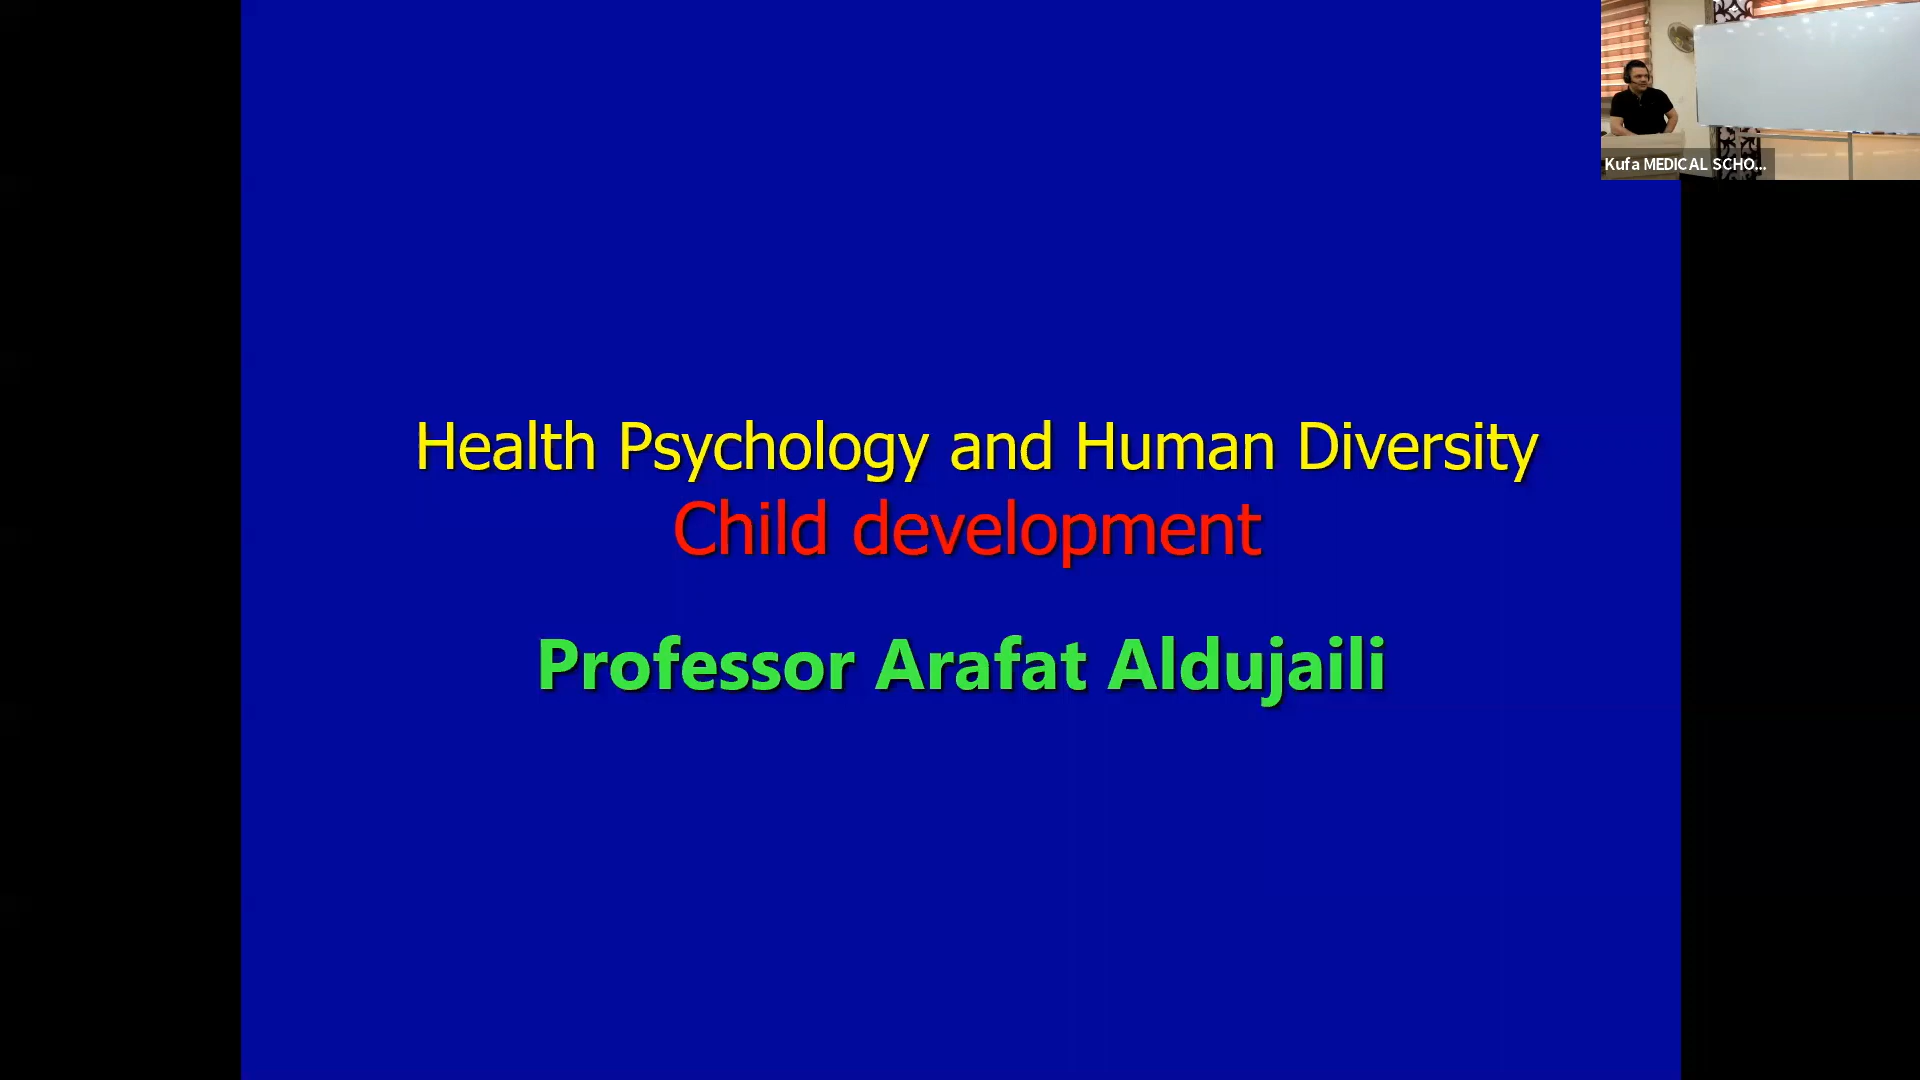 Health Psychology and Human Diversity
Child development
Professor Arafat Aldujaili
Kufa MEDICAL SCHO...